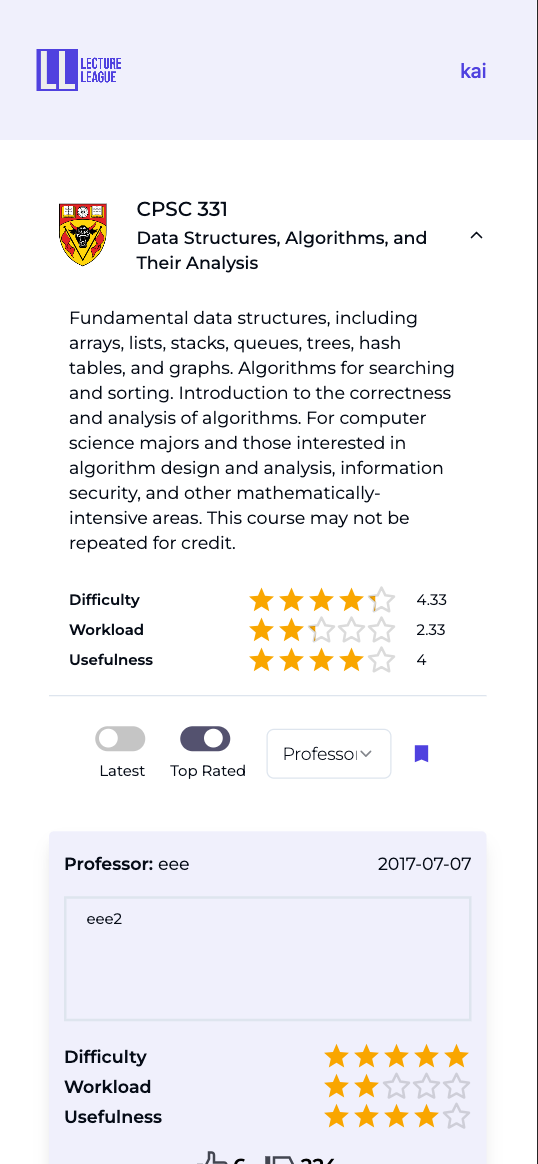 LECTURE
LEAGUE
kai
CPSC 331
Data Structures, Algorithms, and
Their Analysis
Fundamental data structures, including
arrays, lists, stacks, queues, trees, hash
tables, and graphs. Algorithms for searching
and sorting. Introduction to the correctness
and analysis of algorithms. For computer
science majors and those interested in
algorithm design and analysis, information
security, and other mathematically-
intensive areas. This course may not be
repeated for credit.
Difficulty 4.33
Workload 2.33
Usefulness 4
Latest Top Rated Professo
Professor: eee 2017-07-07
eee2
Difficulty
Workload
Usefulness